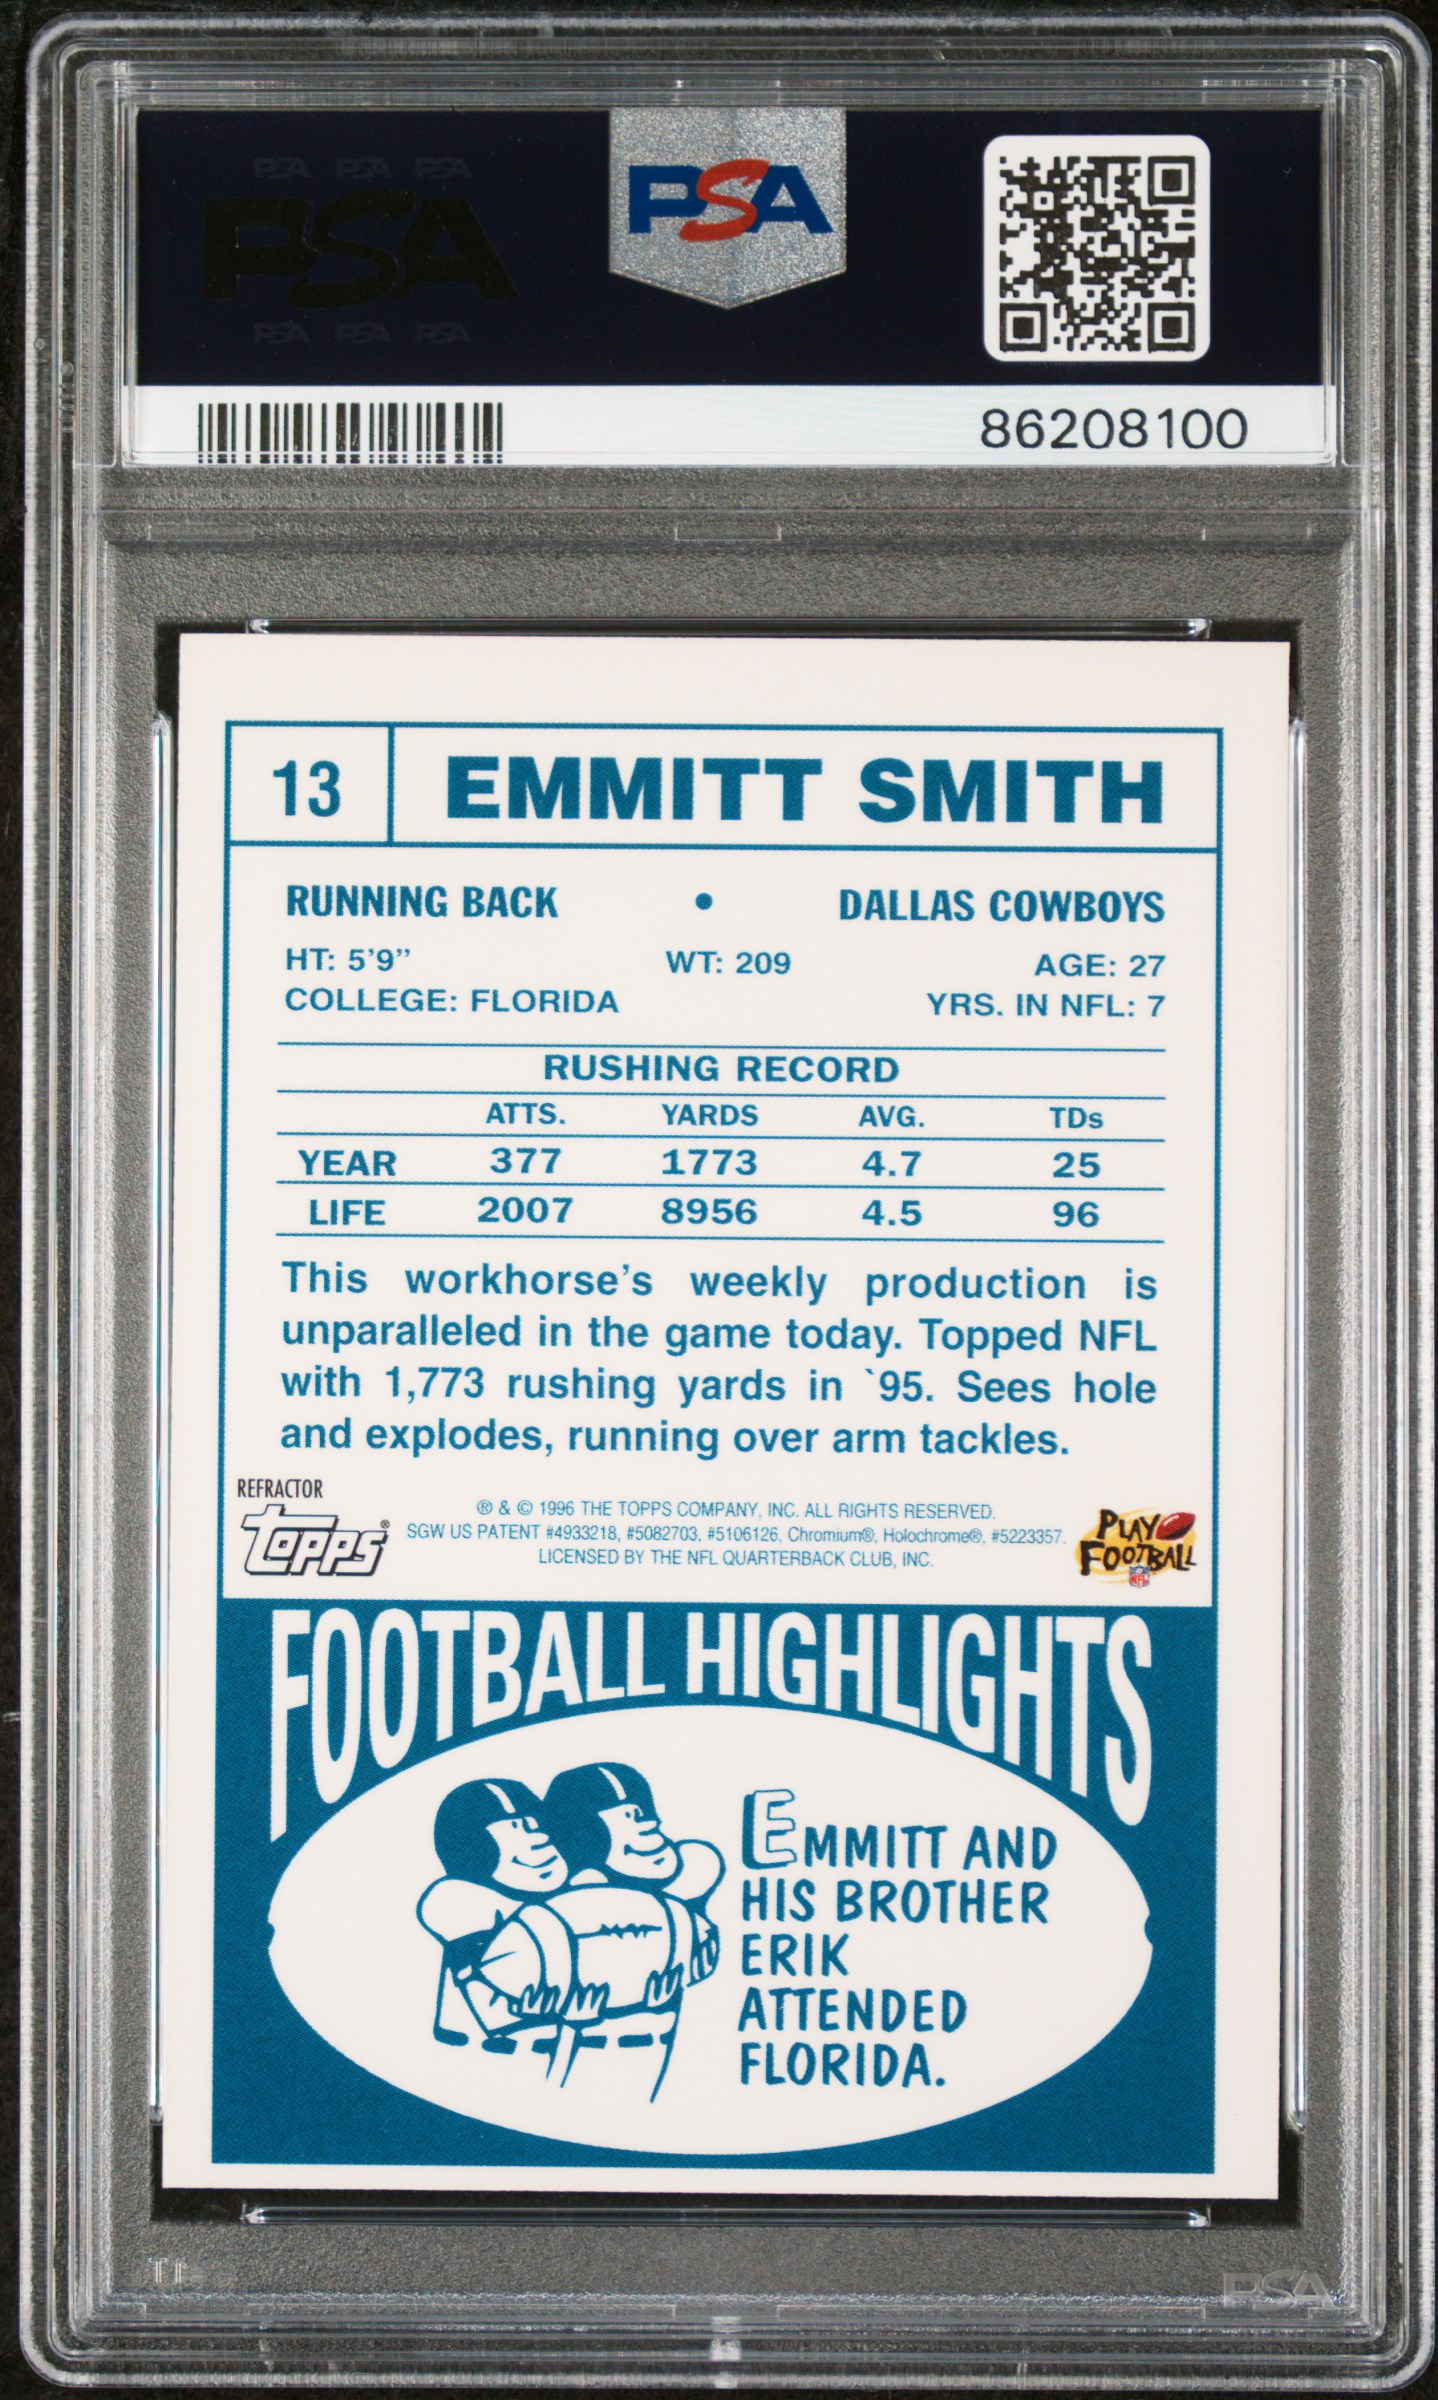 PSA PSA PSA
PSA
PSA PSA PSA
PSA
86208100
13 EMMITT SMITH
RUNNING BACK • DALLAS COWBOYS
HT: 5'9” WT: 209 AGE: 27
COLLEGE: FLORIDA YRS. IN NFL: 7
RUSHING RECORD
ATTS. YARDS AVG. TDs
YEAR 377 1773 4.7 25
LIFE 2007 8956 4.5 96
This workhorse's weekly production is
unparalleled in the game today. Topped NFL
with 1,773 rushing yards in `95. Sees hole
and explodes, running over arm tackles.
REFRACTOR
TOPPS®
® & © 1996 THE TOPPS COMPANY, INC. ALL RIGHTS RESERVED.
SGW US PATENT #4933218, #5082703, #5106126, Chromium®, Holochrome®, #5223357.
LICENSED BY THE NFL QUARTERBACK CLUB, INC.
PLAY
FOOTBALL
NFL
FOOTBALL HIGHLIGHTS
EMMITT AND
HIS BROTHER
ERIK
ATTENDED
FLORIDA.
PSA